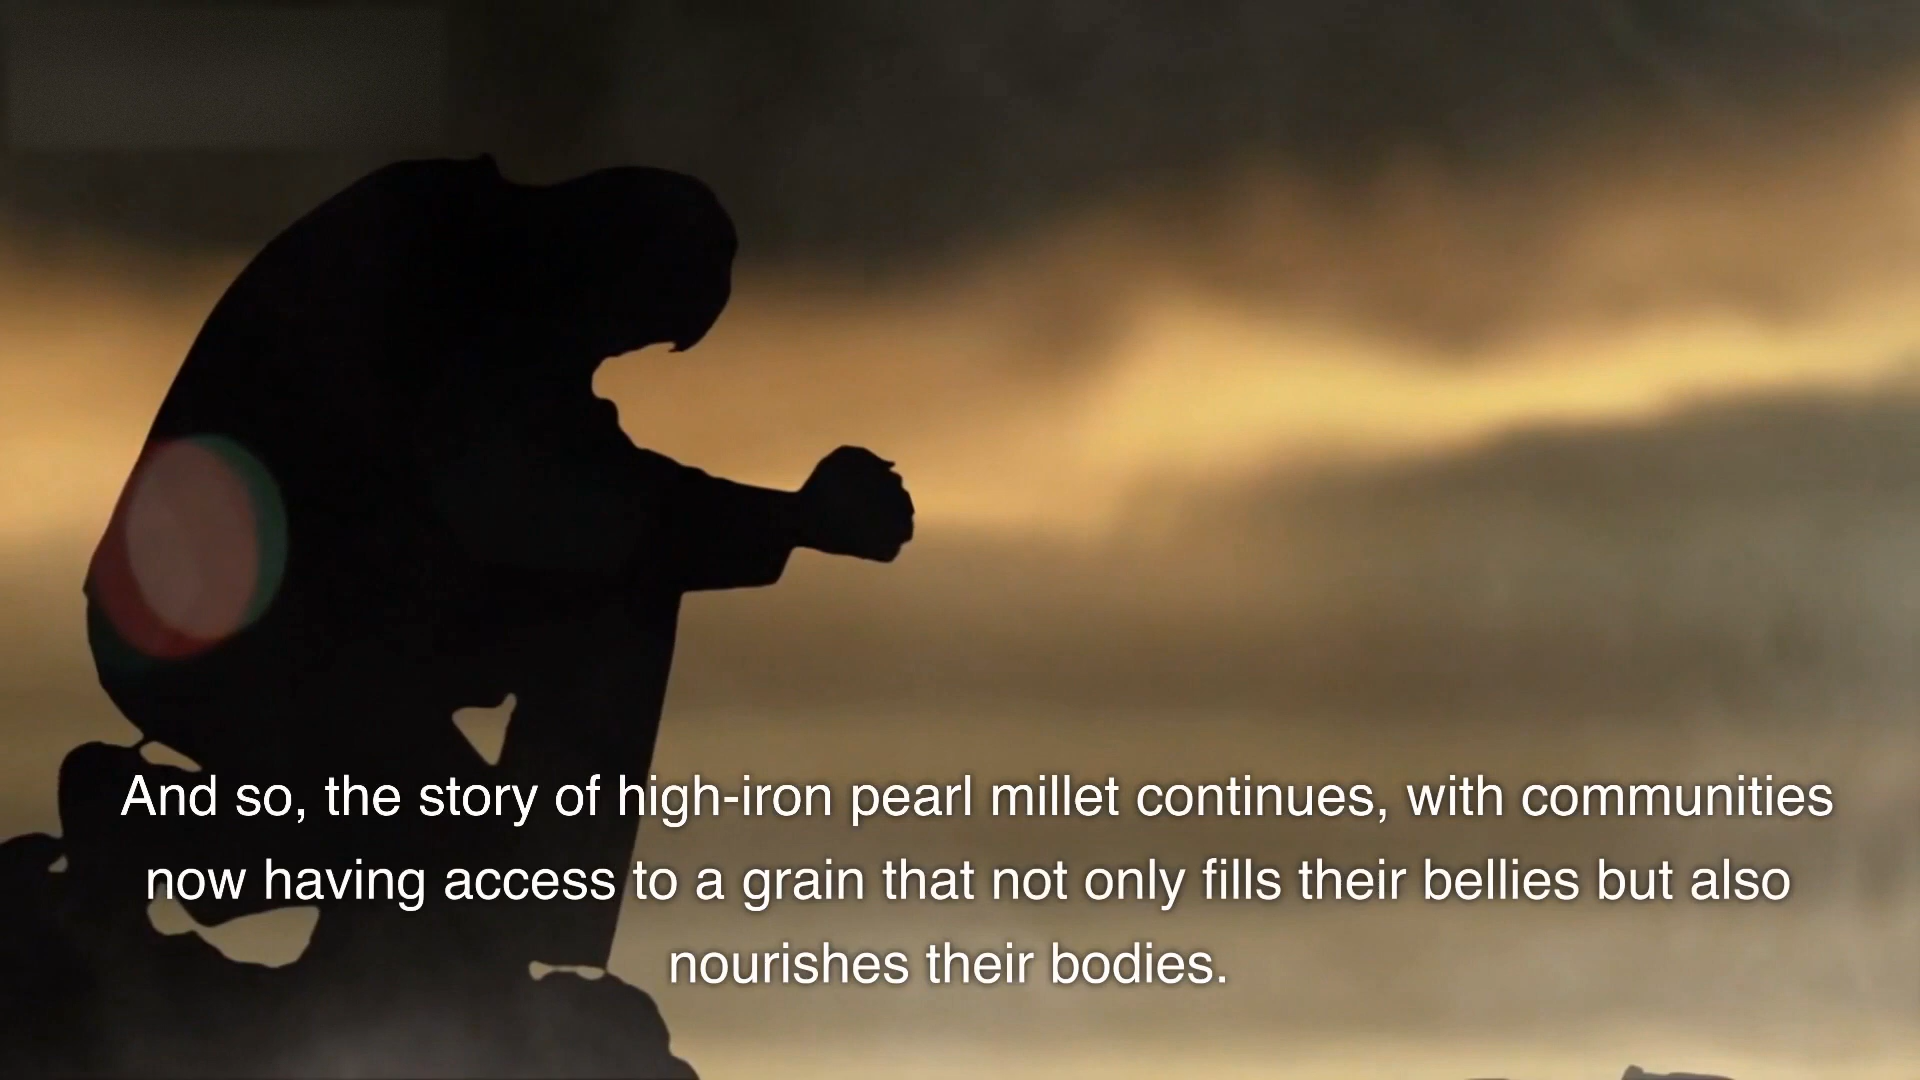 And so, the story of high-iron pearl millet continues, with communities
now having access to a grain that not only fills their bellies but also
nourishes their bodies.